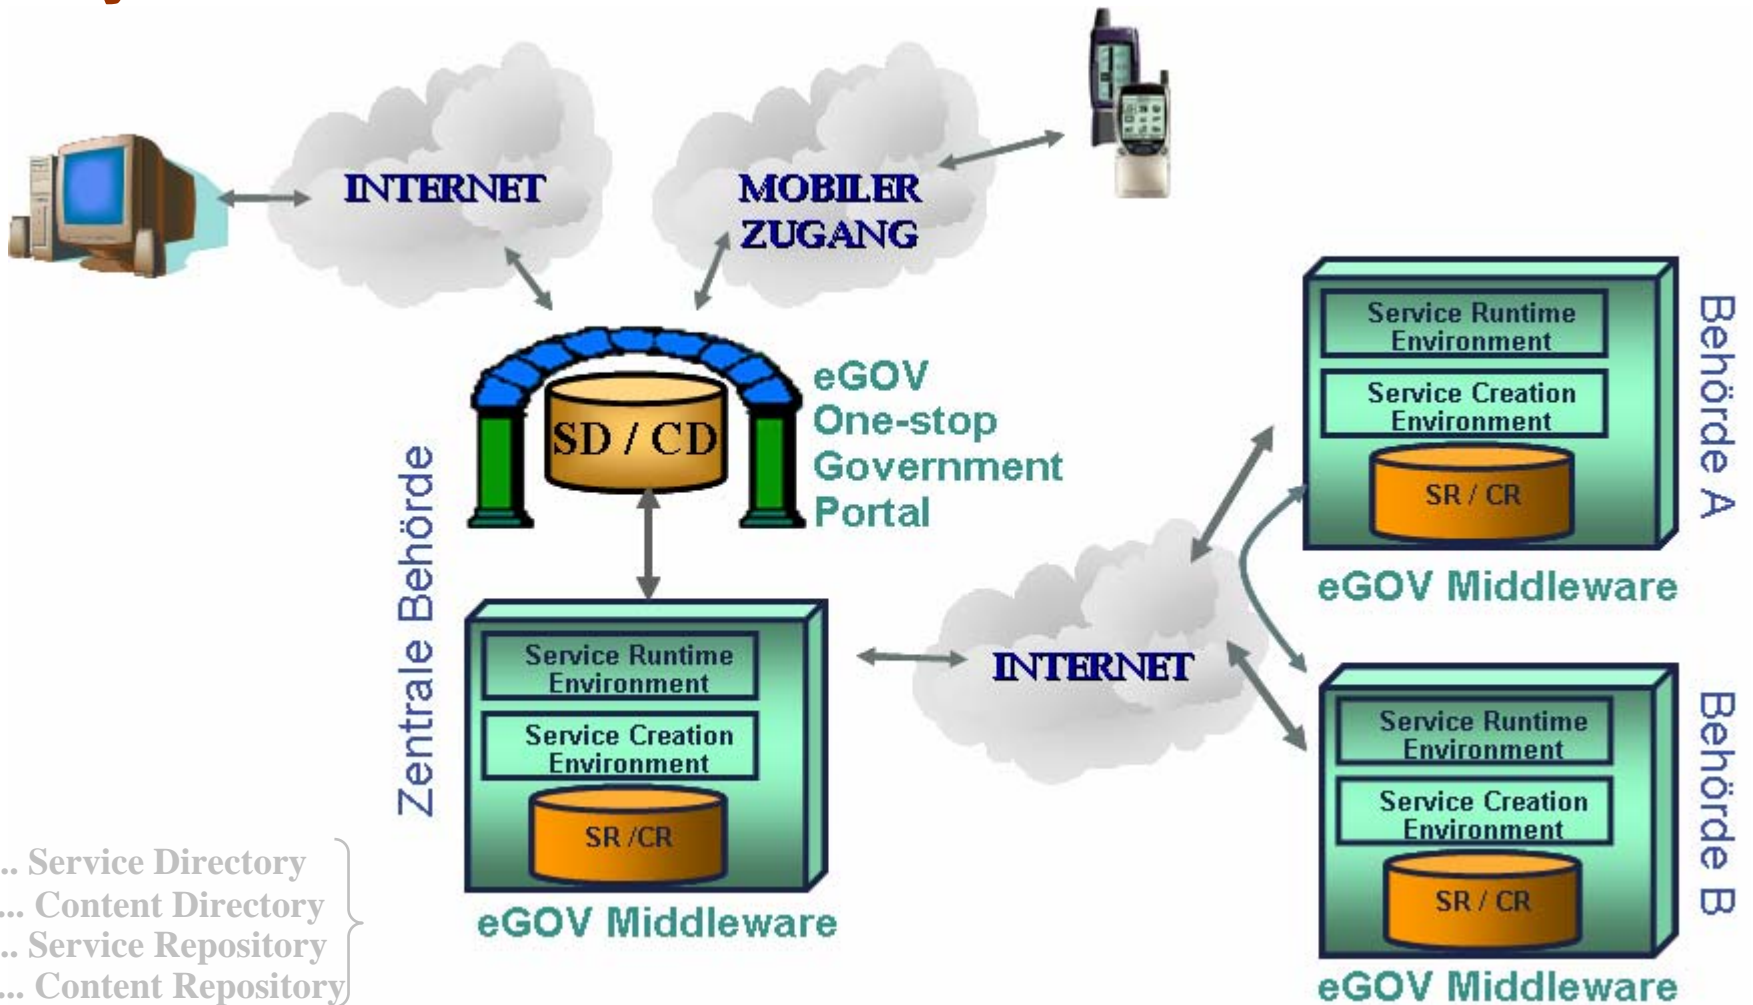 INTERNET
MOBILER
ZUGANG
SD / CD
eGOV
One-stop
Government
Portal
Zentrale Behörde
Service Runtime
Environment
Service Creation
Environment
SR /CR
eGOV Middleware
INTERNET
Service Runtime
Environment
Service Creation
Environment
SR / CR
eGOV Middleware
Behörde A
Service Runtime
Environment
Service Creation
Environment
SR / CR
eGOV Middleware
Behörde B
.. Service Directory
... Content Directory
.. Service Repository
... Content Repository